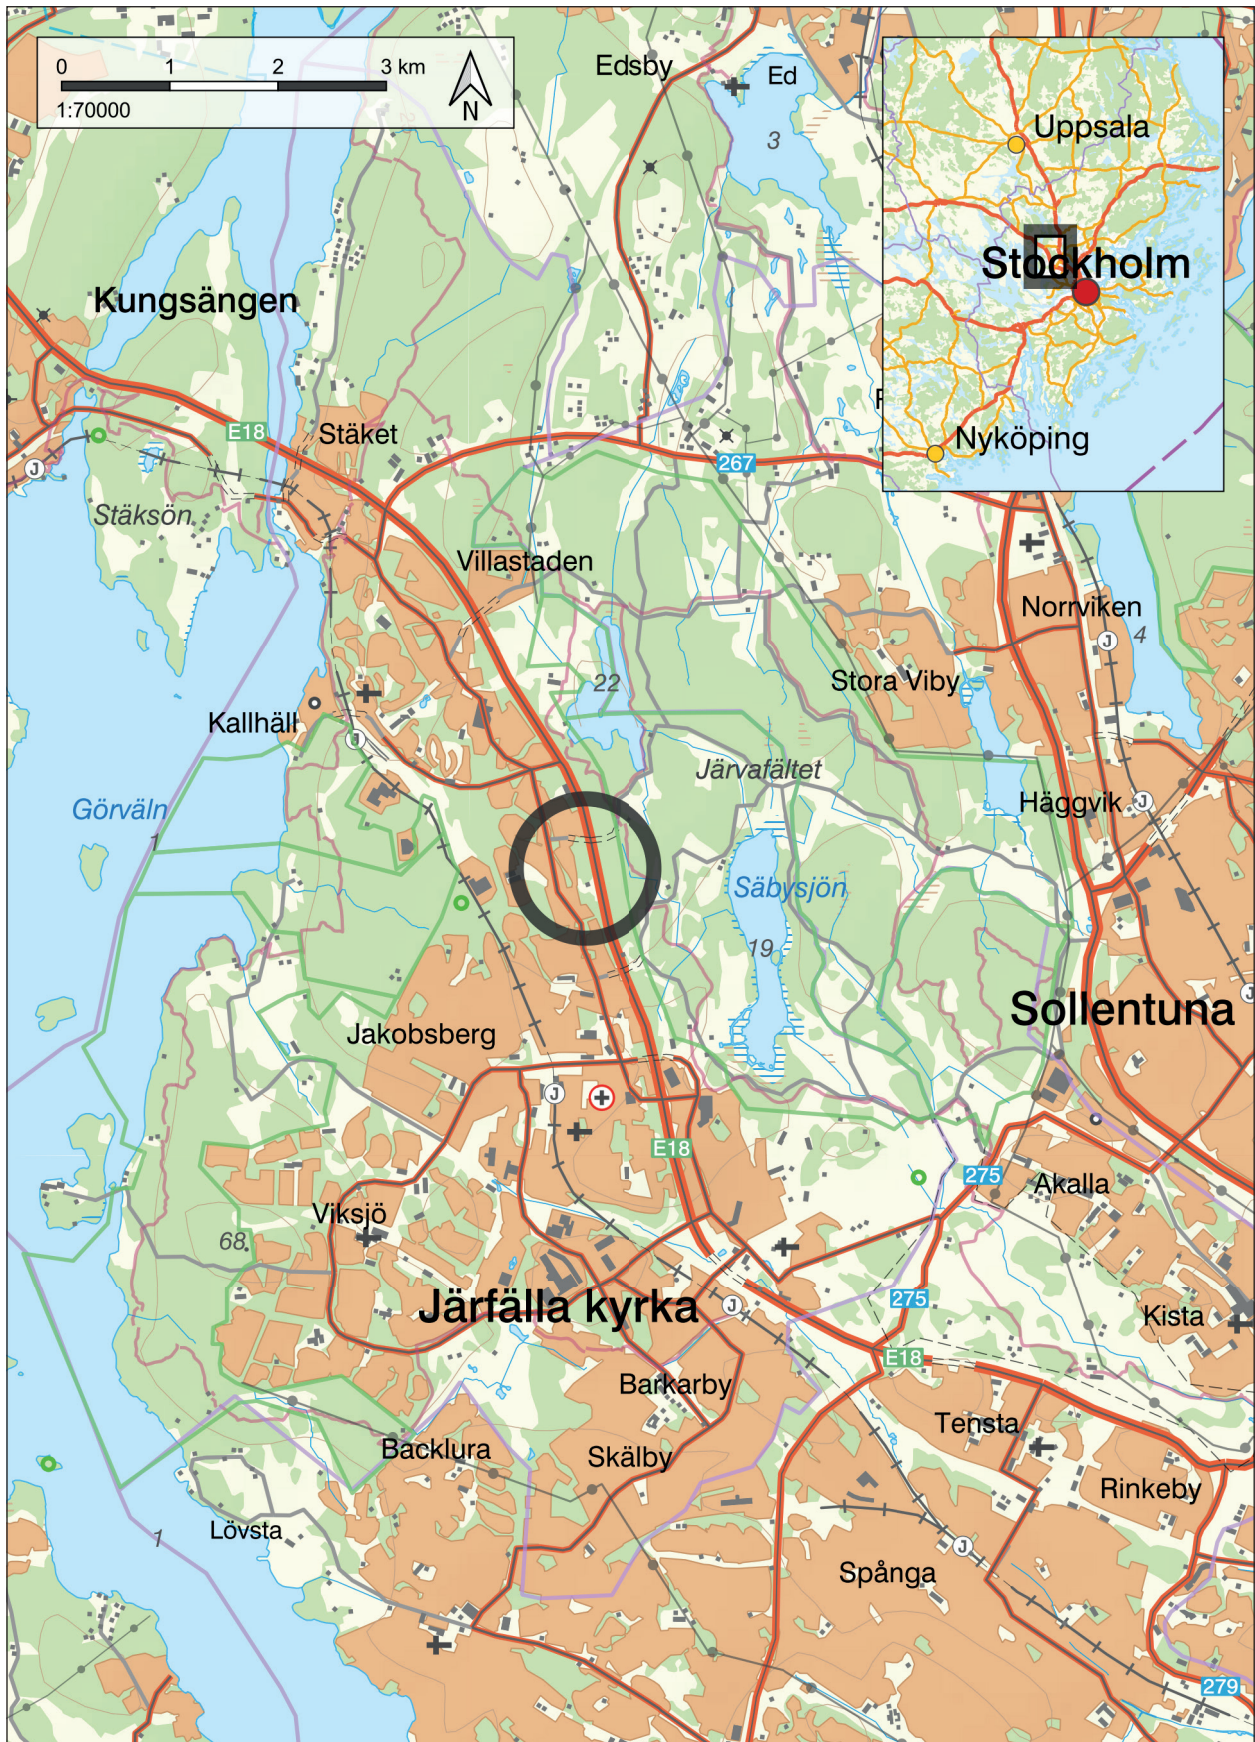 0 1 2 3 km
1:70000
N
Edsby
Ed
3
Uppsala
Stockholm
Nyköping
Kungsängen
E18
Stäket
267
J
Stäksön
Villastaden
Norrviken
J
4
22
Stora Viby
Kallhäll
J
Järvafältet
Görväln
1
Häggvik
J
Säbysjön
19
J
Sollentuna
Jakobsberg
J
E18
275
Akalla
Viksjö
68
275
Järfälla kyrka
J
Kista
E18
Barkarby
Tensta
Backlura
Skälby
Rinkeby
1
Lövsta
J
Spånga
279